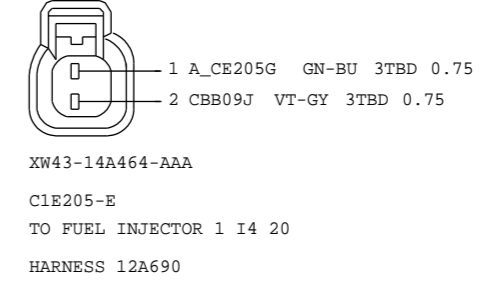 1 A_CE205G GN-BU 3TBD 0.75
2 CBB09J VT-GY 3TBD 0.75
XW43-14A464-AAA
C1E205-E
TO FUEL INJECTOR 1 I4 20
HARNESS 12A690